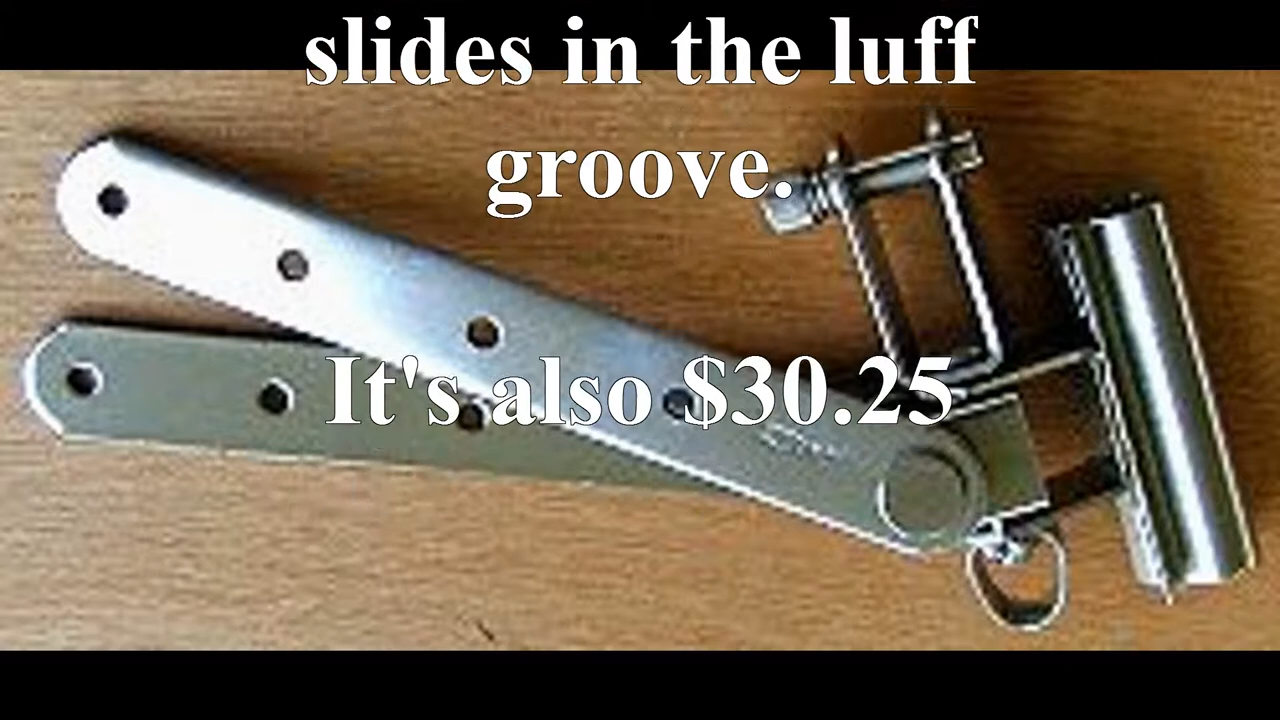 slides in the luff
groove.
It's also $30.25